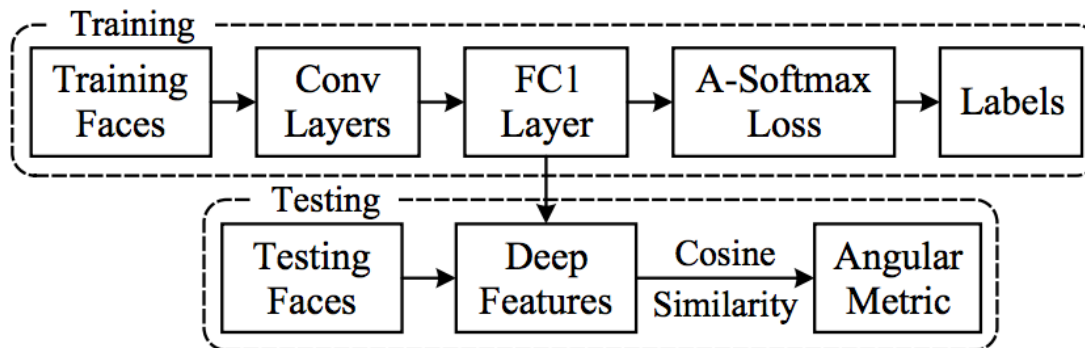 Training
Training Faces
Conv Layers
FC1 Layer
A-Softmax Loss
Labels
Testing
Testing Faces
Deep Features
Cosine Similarity
Angular Metric